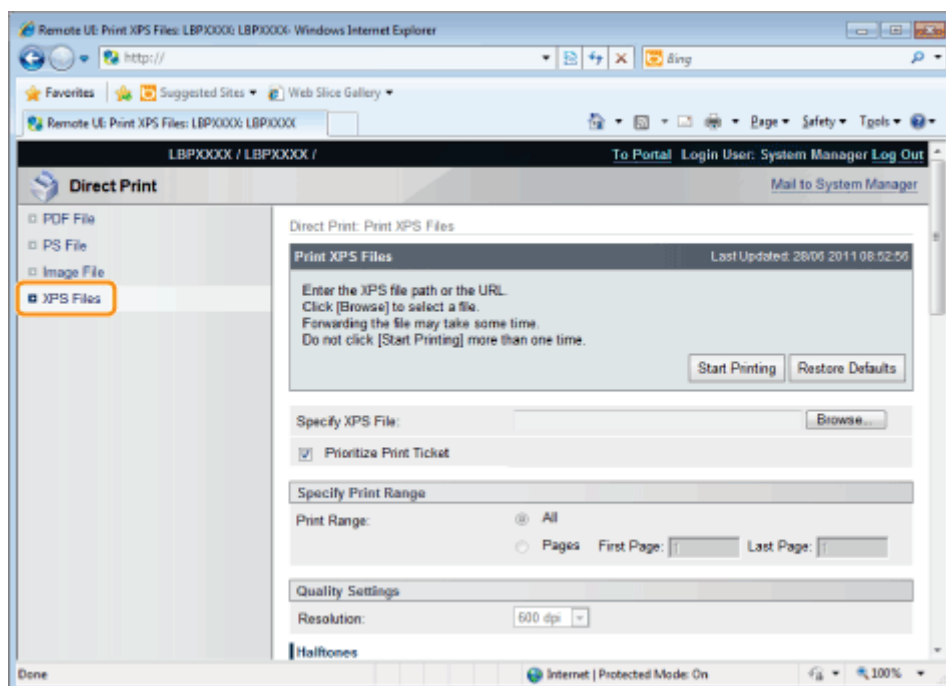 Remote UI: Print XPS Files: LBPXXXX: LBPXXXX- Windows Internet Explorer
http://
Bing
Favorites Suggested Sites Web Slice Gallery
Remote UI: Print XPS Files: LBPXXXX: LBPXXXX
Page Safety Tools
LBPXXXX / LBPXXXX / To Portal Login User: System Manager Log Out
Direct Print Mail to System Manager
PDF File
PS File
Image File
XPS Files
Direct Print: Print XPS Files
Print XPS Files Last Updated: 28/06 2011 08:52:56
Enter the XPS file path or the URL.
Click [Browse] to select a file.
Forwarding the file may take some time.
Do not click [Start Printing] more than one time.
Start Printing Restore Defaults
Specify XPS File: Browse...
Prioritize Print Ticket
Specify Print Range
Print Range: All
Pages First Page: 1 Last Page: 1
Quality Settings
Resolution: 600 dpi
Halftones
Done Internet | Protected Mode: On 100%